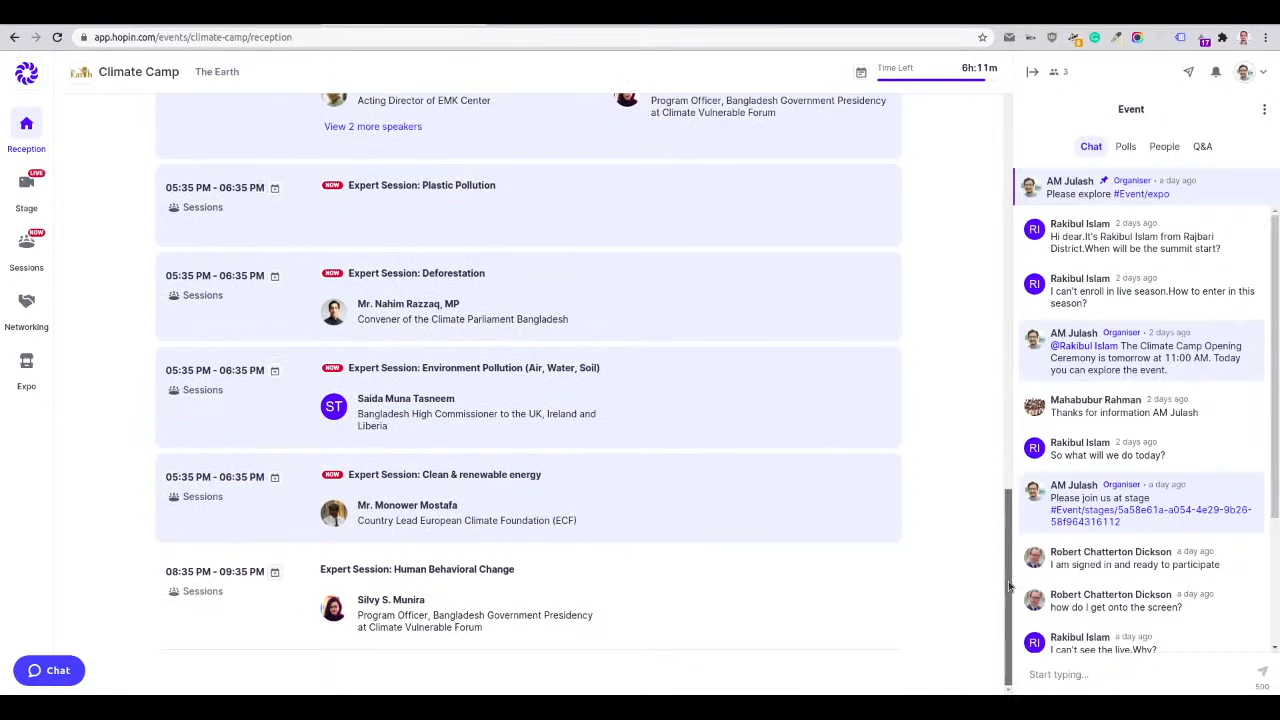 app.hopin.com/events/climate-camp/reception
8
17
Earth
Climate Camp
The Earth
Time Left
6h:11m
3
Reception
LIVE
Stage
NOW
Sessions
Networking
Expo
Acting Director of EMK Center
View 2 more speakers
Program Officer, Bangladesh Government Presidency
at Climate Vulnerable Forum
05:35 PM - 06:35 PM
Sessions
NOW Expert Session: Plastic Pollution
05:35 PM - 06:35 PM
Sessions
NOW Expert Session: Deforestation
Mr. Nahim Razzaq, MP
Convener of the Climate Parliament Bangladesh
05:35 PM - 06:35 PM
Sessions
NOW Expert Session: Environment Pollution (Air, Water, Soil)
ST
Saida Muna Tasneem
Bangladesh High Commissioner to the UK, Ireland and
Liberia
05:35 PM - 06:35 PM
Sessions
NOW Expert Session: Clean & renewable energy
Mr. Monower Mostafa
Country Lead European Climate Foundation (ECF)
08:35 PM - 09:35 PM
Sessions
Expert Session: Human Behavioral Change
Silvy S. Munira
Program Officer, Bangladesh Government Presidency
at Climate Vulnerable Forum
Chat
Event
Chat Polls People Q&A
AM Julash Organiser • a day ago
Please explore #Event/expo
RI
Rakibul Islam 2 days ago
Hi dear.It's Rakibul Islam from Rajbari
District.When will be the summit start?
RI
Rakibul Islam 2 days ago
I can't enroll in live season.How to enter in this
season?
AM Julash Organiser • 2 days ago
@Rakibul Islam The Climate Camp Opening
Ceremony is tomorrow at 11:00 AM. Today
you can explore the event.
Mahabubur Rahman 2 days ago
Thanks for information AM Julash
RI
Rakibul Islam 2 days ago
So what will we do today?
AM Julash Organiser • a day ago
Please join us at stage
#Event/stages/5a58e61a-a054-4e29-9b26-
58f964316112
Robert Chatterton Dickson a day ago
I am signed in and ready to participate
Robert Chatterton Dickson a day ago
how do I get onto the screen?
RI
Rakibul Islam a day ago
I can't see the live.Why?
Start typing...
500